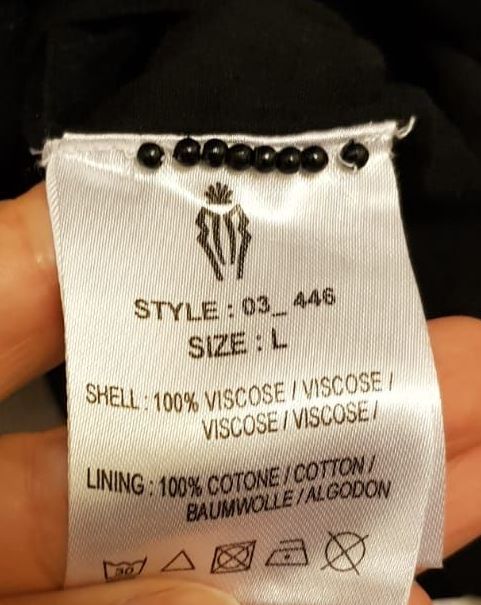 STYLE : 03_ 446
SIZE : L
SHELL : 100% VISCOSE / VISCOSE /
VISCOSE / VISCOSE /
LINING : 100% COTONE / COTTON /
BAUMWOLLE / ALGODON
30